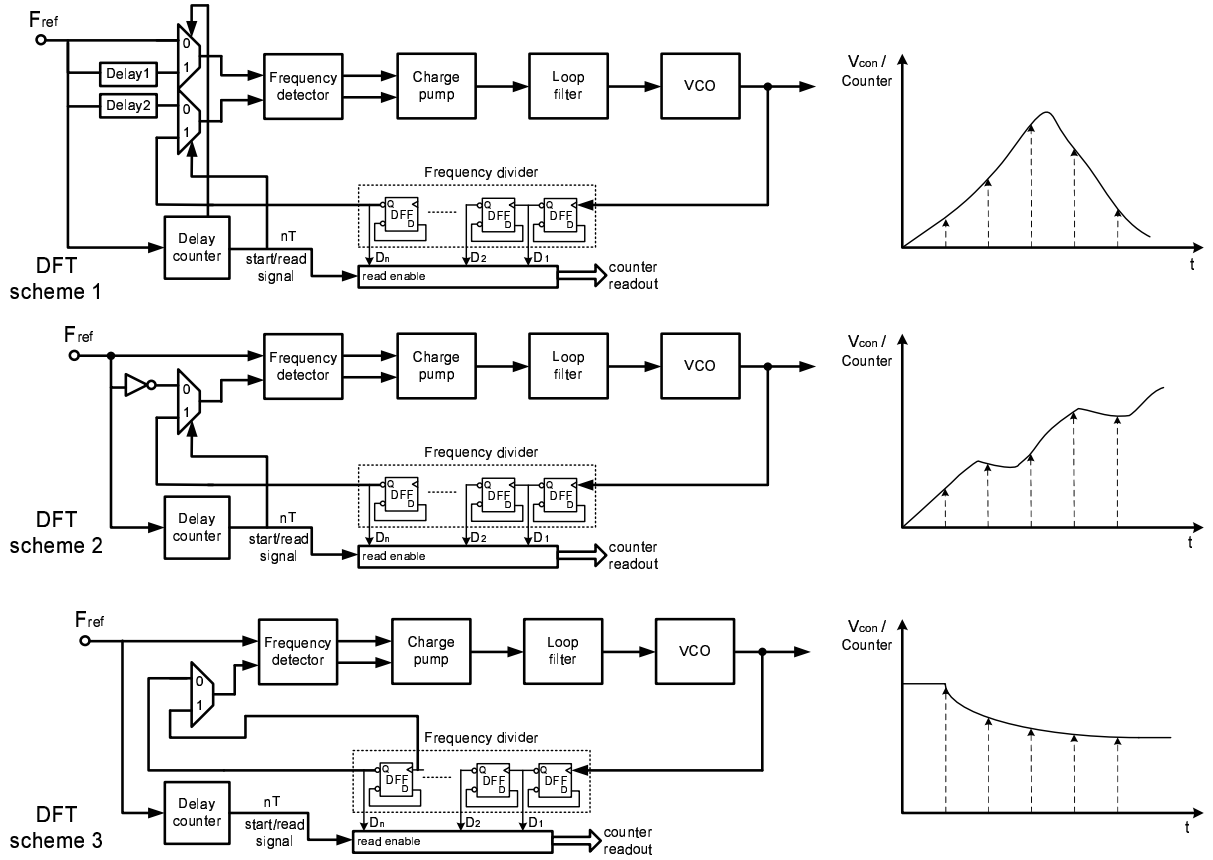 Fref
0
1
Delay1
Delay2
0
1
Frequency
detector
Charge
pump
Loop
filter
VCO
Frequency divider
Q
DFF
D
Q
DFF
D
Q
DFF
D
Delay
counter
nT
start/read
signal
Dn
D2
D1
read enable
counter
readout
DFT
scheme 1
Vcon /
Counter
t
Fref
0
1
Frequency
detector
Charge
pump
Loop
filter
VCO
Frequency divider
Q
DFF
D
Q
DFF
D
Q
DFF
D
Delay
counter
nT
start/read
signal
Dn
D2
D1
read enable
counter
readout
DFT
scheme 2
Vcon /
Counter
t
Fref
0
1
Frequency
detector
Charge
pump
Loop
filter
VCO
Frequency divider
Q
DFF
D
Q
DFF
D
Q
DFF
D
Delay
counter
nT
start/read
signal
Dn
D2
D1
read enable
counter
readout
DFT
scheme 3
Vcon /
Counter
t